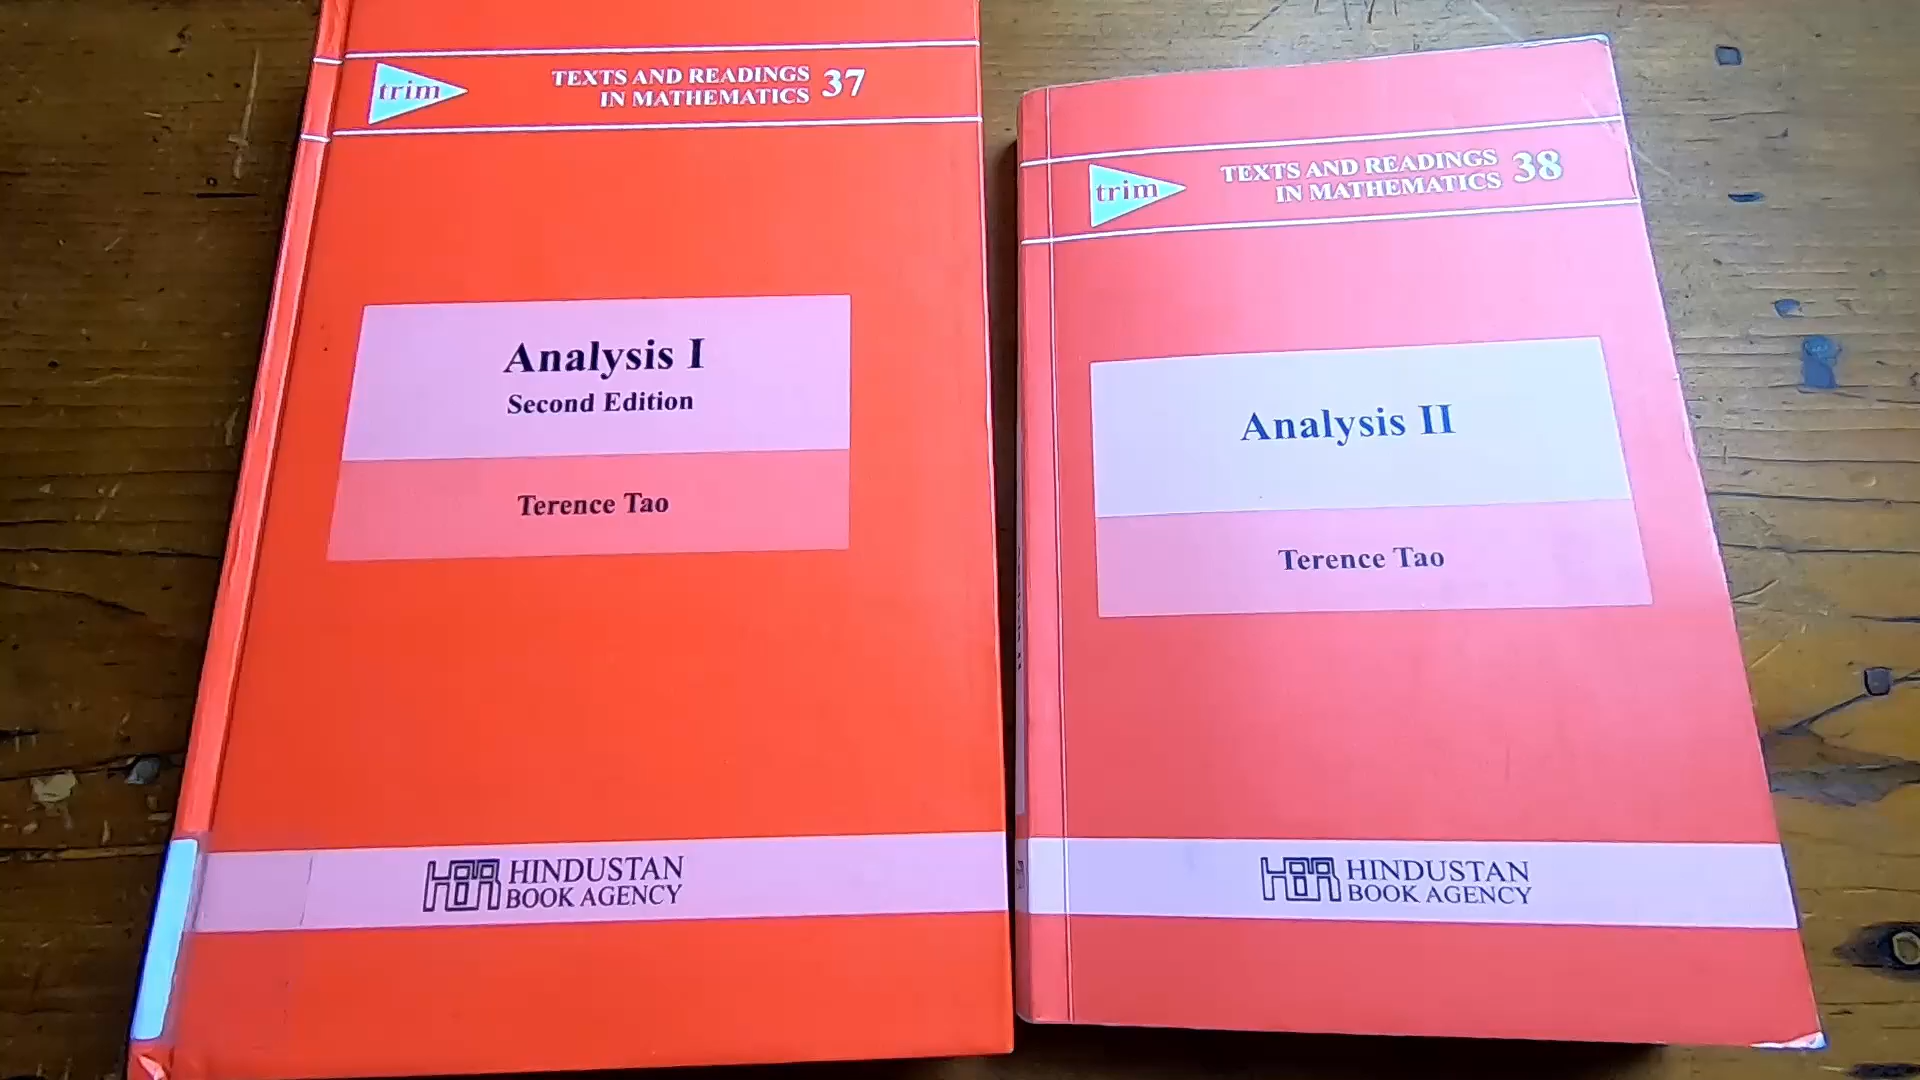 trim
TEXTS AND READINGS
IN MATHEMATICS 37
Analysis I
Second Edition
Terence Tao
HINDUSTAN
BOOK AGENCY
trim
TEXTS AND READINGS
IN MATHEMATICS 38
Analysis II
Terence Tao
HINDUSTAN
BOOK AGENCY